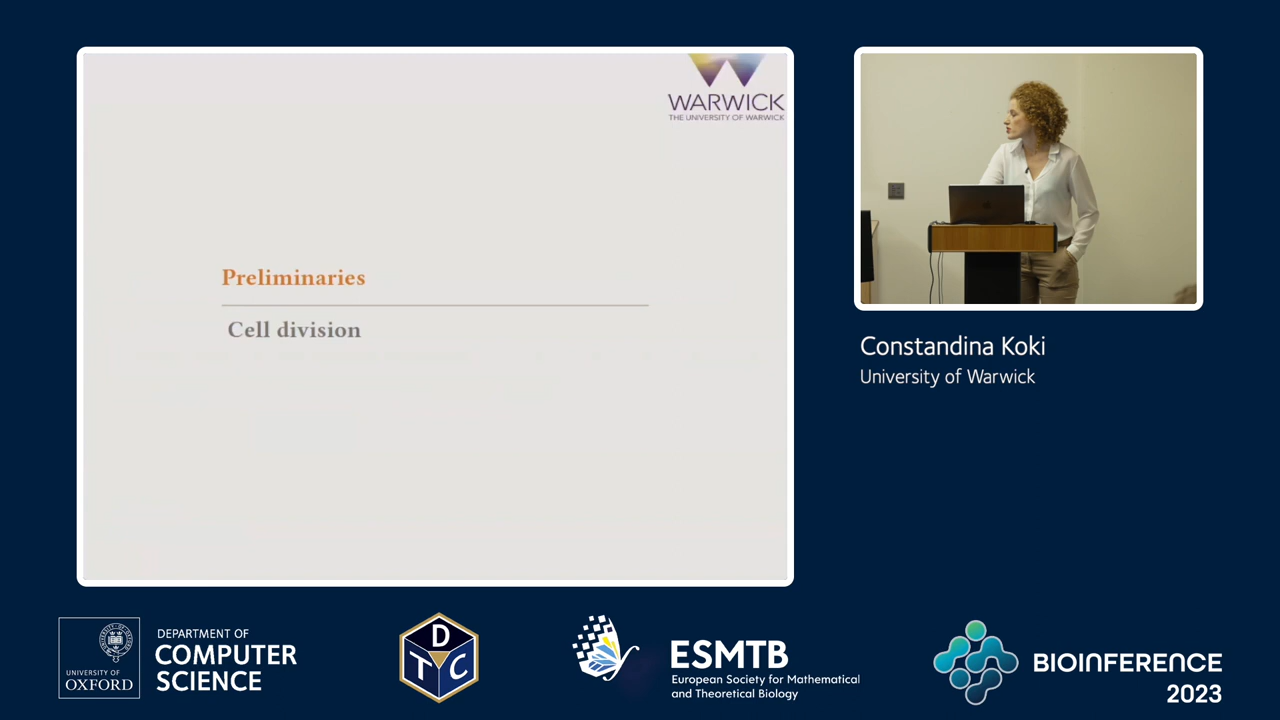 WARWICK
THE UNIVERSITY OF WARWICK
Preliminaries
Cell division
Constandina Koki
University of Warwick
UNIVERSITY OF
OXFORD
DEPARTMENT OF
COMPUTER
SCIENCE
D
T C
ESMTB
European Society for Mathematical
and Theoretical Biology
BIOINFERENCE
2023